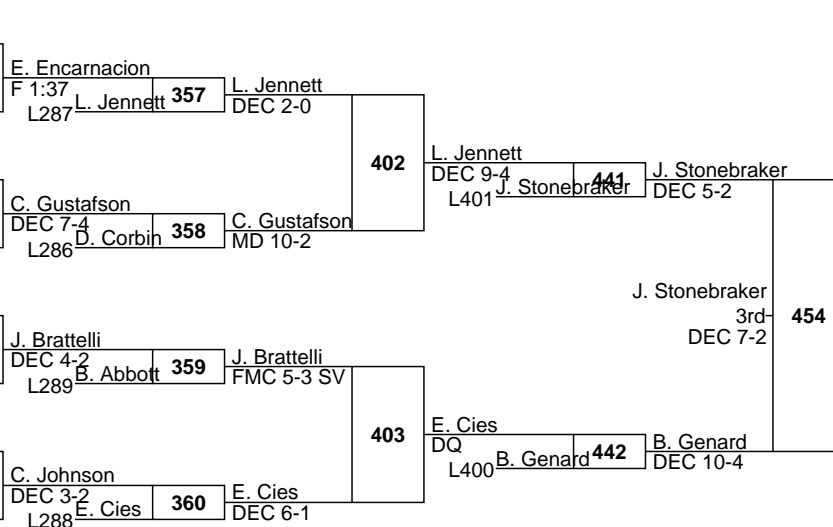 E. Encarnacion
F 1:37
L287 L. Jennett
357
L. Jennett
DEC 2-0
402
L. Jennett
DEC 9-4
L401 J. Stonebraker
441
J. Stonebraker
DEC 5-2
C. Gustafson
DEC 7-4
L286 D. Corbin
358
C. Gustafson
MD 10-2
J. Stonebraker
3rd
DEC 7-2
454
J. Brattelli
DEC 4-2
L289 B. Abbott
359
J. Brattelli
FMC 5-3 SV
403
E. Cies
DQ
L400 B. Genard
442
B. Genard
DEC 10-4
C. Johnson
DEC 3-2
L288 E. Cies
360
E. Cies
DEC 6-1